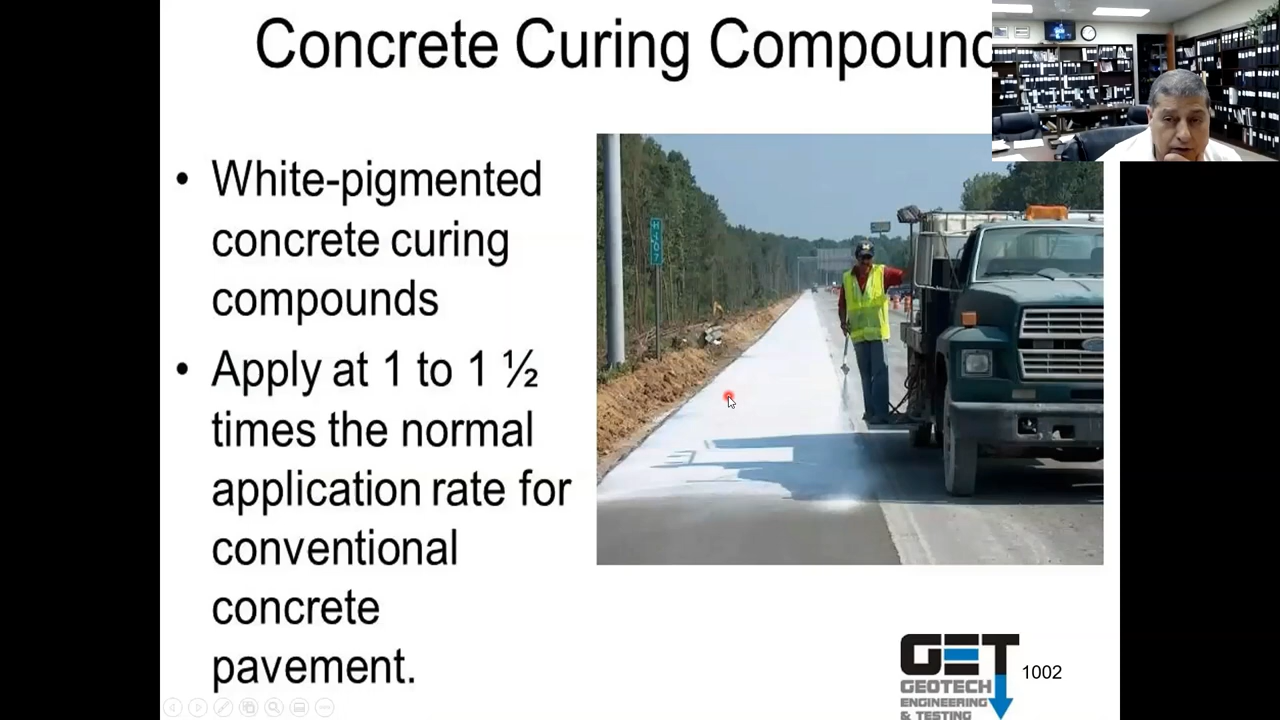 Concrete Curing Compound
• White-pigmented
concrete curing
compounds
• Apply at 1 to 1 ½
times the normal
application rate for
conventional
concrete
pavement.
GET
GEOTECH
ENGINEERING
& TESTING
1002